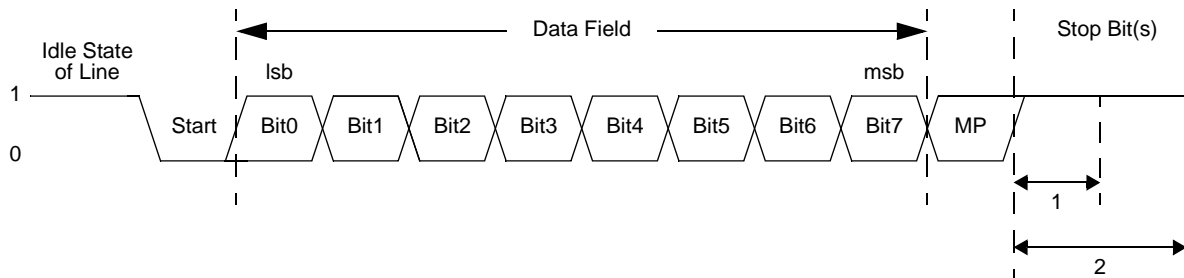 Data Field
Stop Bit(s)
Idle State
of Line
lsb
msb
1
Start
Bit0
Bit1
Bit2
Bit3
Bit4
Bit5
Bit6
Bit7
MP
0
1
2